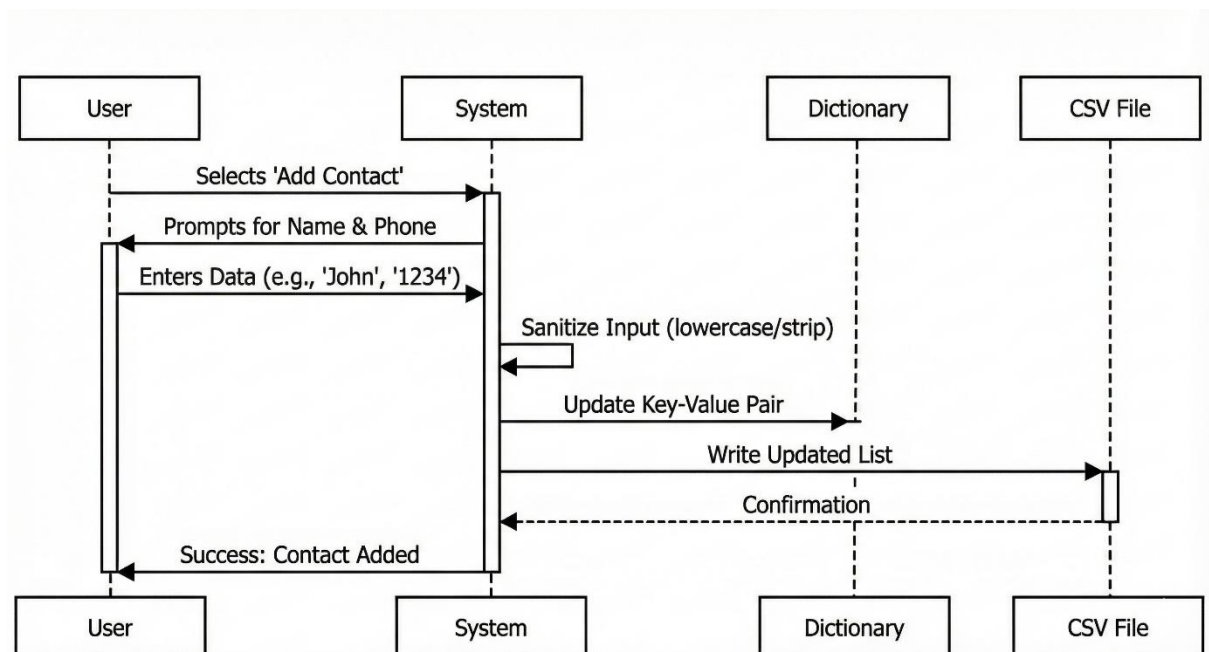 User
System
Dictionary
CSV File
Selects 'Add Contact'
Prompts for Name & Phone
Enters Data (e.g., 'John', '1234')
Sanitize Input (lowercase/strip)
Update Key-Value Pair
Write Updated List
Confirmation
Success: Contact Added
User
System
Dictionary
CSV File